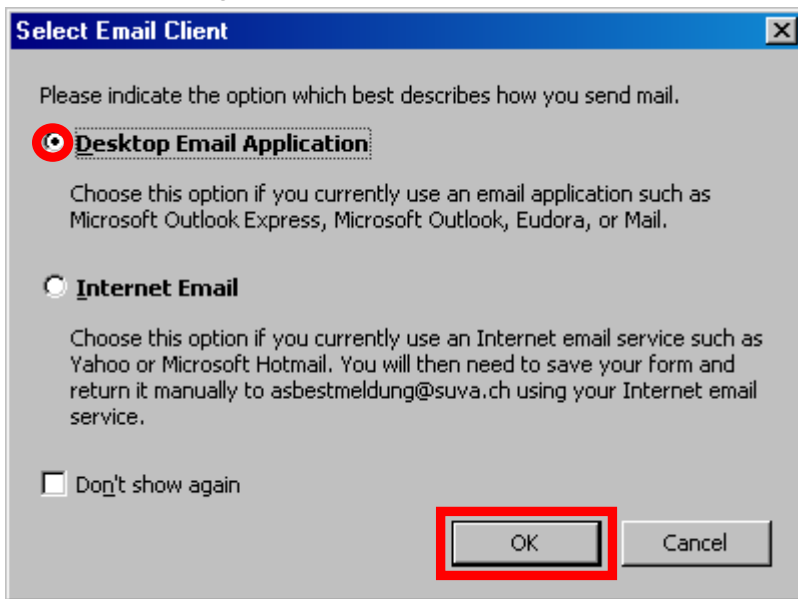 Select Email Client
Please indicate the option which best describes how you send mail.
Desktop Email Application
Choose this option if you currently use an email application such as
Microsoft Outlook Express, Microsoft Outlook, Eudora, or Mail.
Internet Email
Choose this option if you currently use an Internet email service such as
Yahoo or Microsoft Hotmail. You will then need to save your form and
return it manually to asbestmeldung@suva.ch using your Internet email
service.
Don't show again
OK Cancel